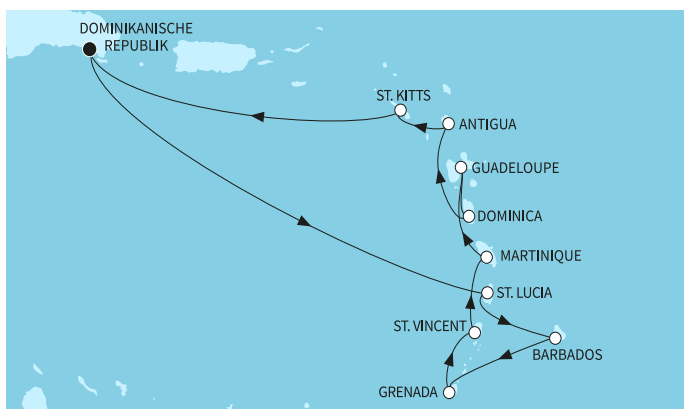 DOMINIKANISCHE
REPUBLIK
ST. KITTS
ANTIGUA
GUADELOUPE
DOMINICA
MARTINIQUE
ST. LUCIA
ST. VINCENT
BARBADOS
GRENADA